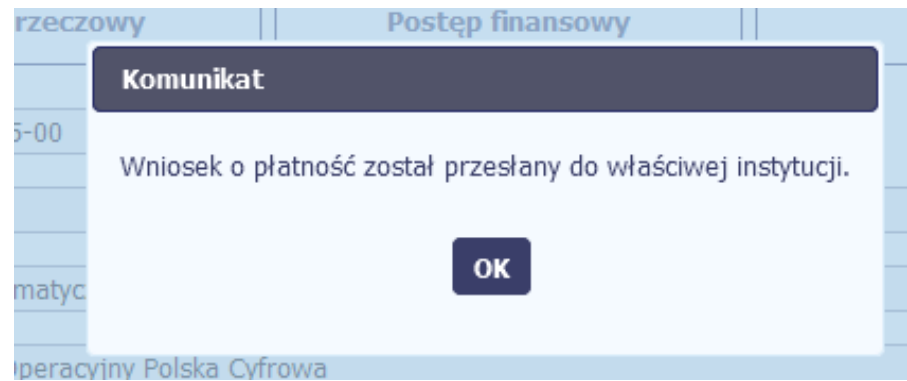 rzeczowy Postęp finansowy
Komunikat
5-00
Wniosek o płatność został przesłany do właściwej instytucji.
OK
matyc
Operacyjny Polska Cyfrowa